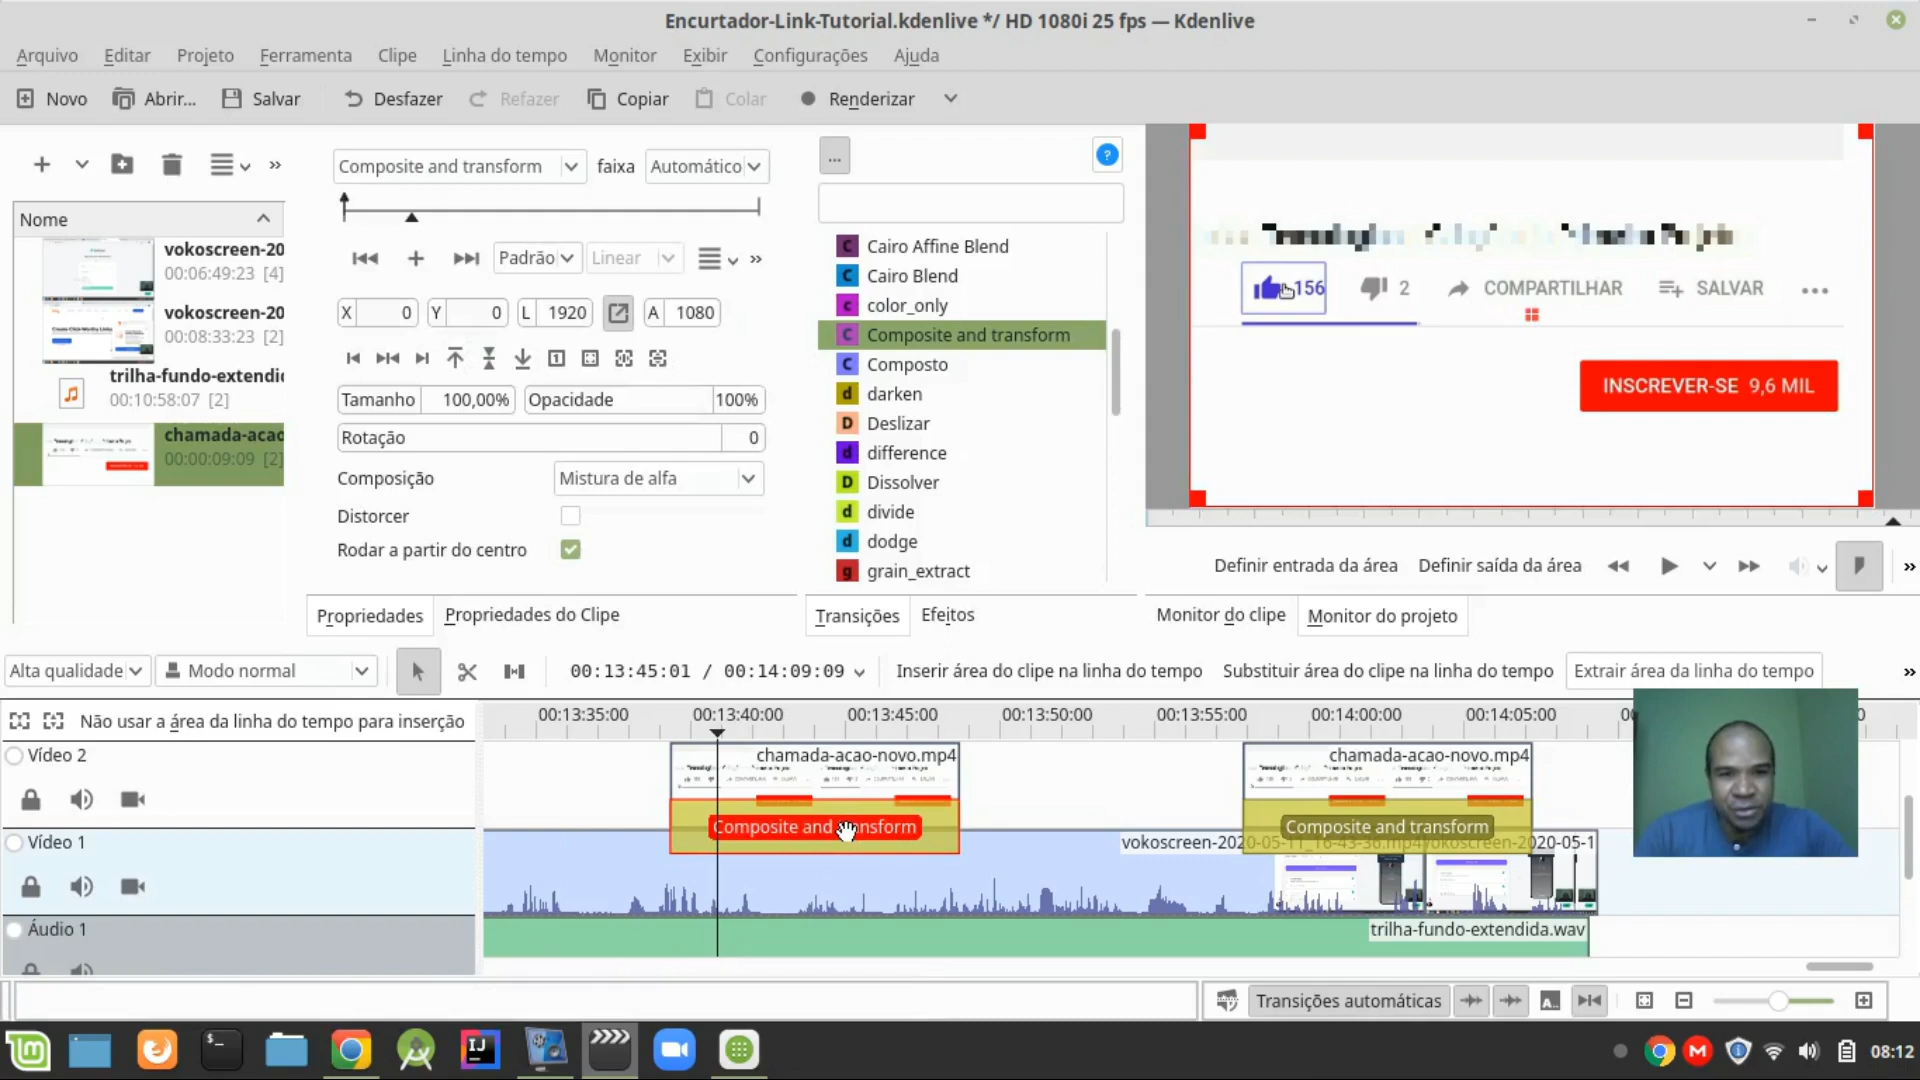 Encurtador-Link-Tutorial.kdenlive */ HD 1080i 25 fps — Kdenlive
Arquivo Editar Projeto Ferramenta Clipe Linha do tempo Monitor Exibir Configurações Ajuda
Novo Abrir... Salvar Desfazer Refazer Copiar Colar Renderizar
Composite and transform faixa Automático ... ?
Nome
vokoscreen-20
00:06:49:23 [4]
vokoscreen-20
00:08:33:23 [2]
trilha-fundo-extendi
00:10:58:07 [2]
chamada-acao
00:00:09:09 [2]
Padrão Linear
X 0 Y 0 L 1920 A 1080
Tamanho 100,00% Opacidade 100%
Rotação 0
Composição Mistura de alfa
Distorcer
Rodar a partir do centro
Propriedades Propriedades do Clipe
C Cairo Affine Blend
C Cairo Blend
c color_only
C Composite and transform
C Composto
d darken
D Deslizar
d difference
D Dissolver
d divide
d dodge
g grain_extract
Transições Efeitos
156 2 COMPARTILHAR SALVAR ...
INSCREVER-SE 9,6 MIL
Definir entrada da área Definir saída da área
Monitor do clipe Monitor do projeto
Alta qualidade Modo normal 00:13:45:01 / 00:14:09:09 Inserir área do clipe na linha do tempo Substituir área do clipe na linha do tempo Extrair área da linha do tempo
Não usar a área da linha do tempo para inserção 00:13:35:00 00:13:40:00 00:13:45:00 00:13:50:00 00:13:55:00 00:14:00:00 00:14:05:00
Vídeo 2 chamada-acao-novo.mp4 chamada-acao-novo.mp4
Composite and transform Composite and transform
Vídeo 1 vokoscreen-2020-05-11_16-43-36.mp4 vokoscreen-2020-05-1
Áudio 1 trilha-fundo-extendida.wav
Transições automáticas A..
08:12